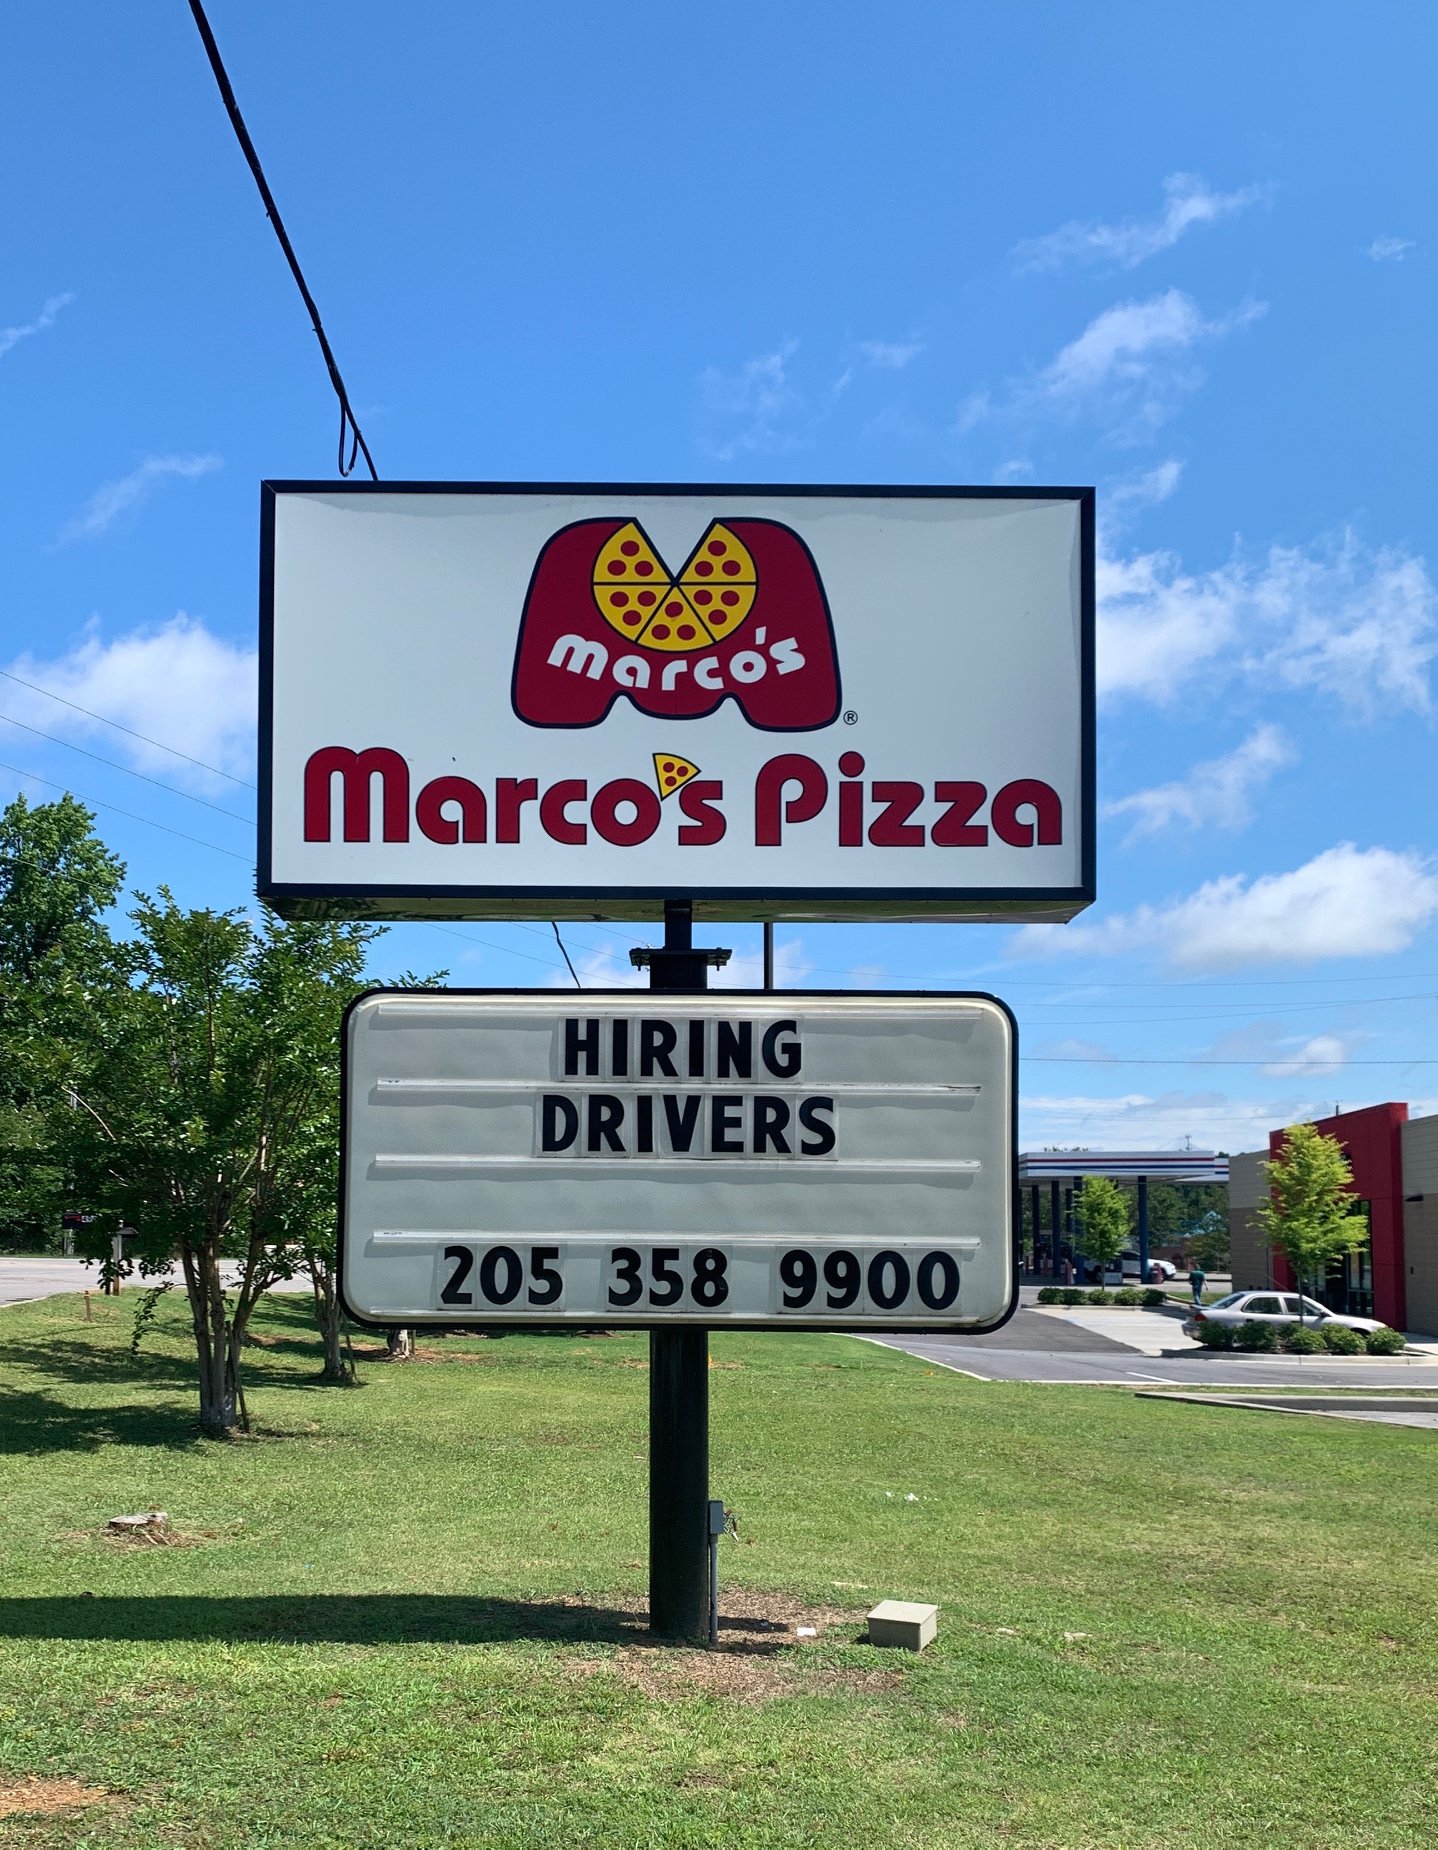 marco's
®
Marco's Pizza
HIRING
DRIVERS
205 358 9900